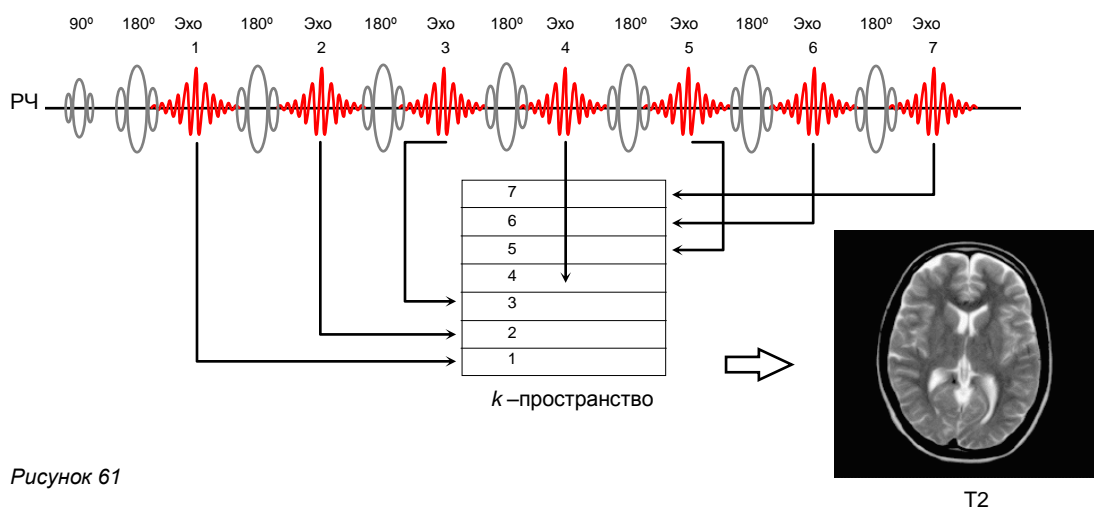 90º 180º Эхо 180º Эхо 180º Эхо 180º Эхо 180º Эхо 180º Эхо 180º Эхо
1 2 3 4 5 6 7
РЧ
7
6
5
4
3
2
1
k –пространство
Рисунок 61
T2